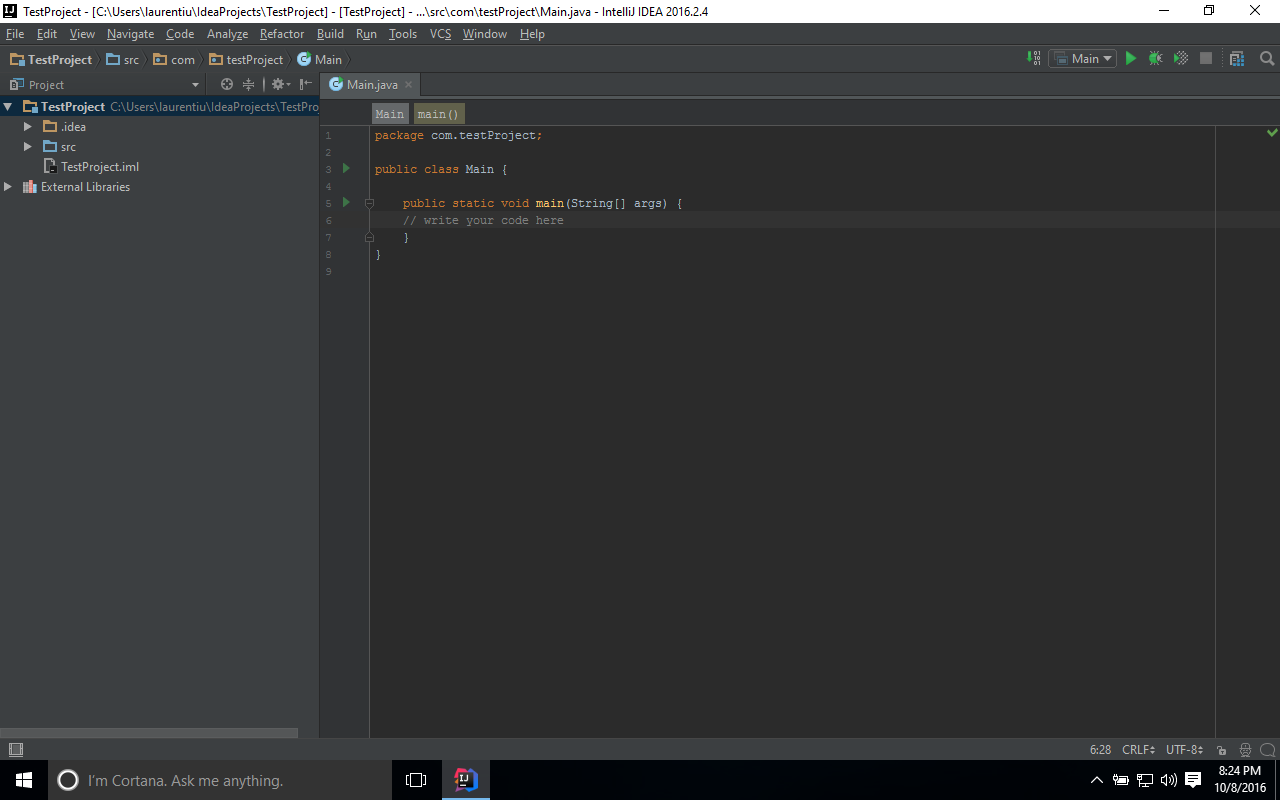 TestProject - [C:\Users\laurentiu\IdeaProjects\TestProject] - [TestProject] - ...\src\com\testProject\Main.java - IntelliJ IDEA 2016.2.4
File Edit View Navigate Code Analyze Refactor Build Run Tools VCS Window Help
TestProject src com testProject Main Main
Project Main.java
TestProject C:\Users\laurentiu\IdeaProjects\TestPro
.idea
src
TestProject.iml
External Libraries
Main main()
1 package com.testProject;
2
3 public class Main {
4
5 public static void main(String[] args) {
6 // write your code here
7 }
8 }
9
6:28 CRLF UTF-8
I'm Cortana. Ask me anything.
8:24 PM
10/8/2016